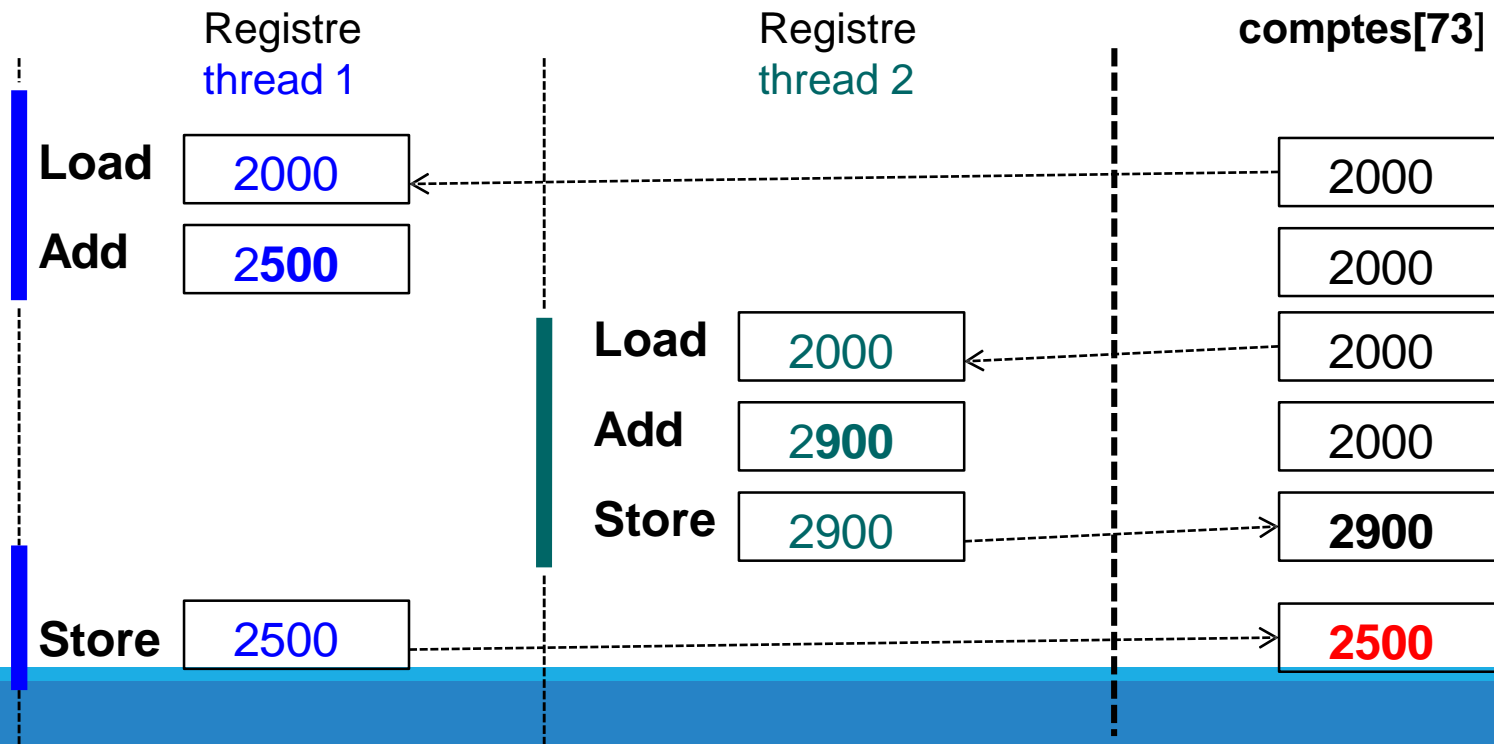 Registre
thread 1
Registre
thread 2
comptes[73]
Load 2000 2000
Add 2500 2000
Load 2000 2000
Add 2900 2000
Store 2900 2900
Store 2500 2500